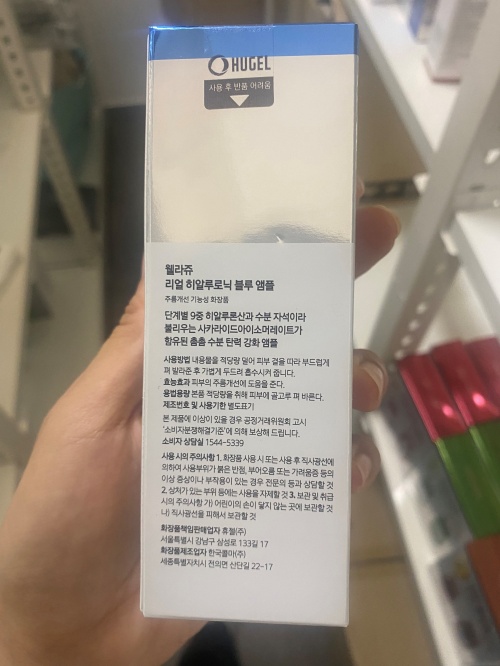 HUGEL
사용 후 반품 어려움
웰라쥬
리얼 히알루로닉 블루 앰플
주름개선 기능성 화장품
단계별 9중 히알루론산과 수분 자석이라
불리우는 사카라이드아이소머레이트가
함유된 촘촘 수분 탄력 강화 앰플
사용방법 내용물을 적당량 덜어 피부 결을 따라 부드럽게
펴 발라준 후 가볍게 두드려 흡수시켜 줍니다.
효능효과 피부의 주름개선에 도움을 준다.
용법용량 본품 적당량을 취해 피부에 골고루 펴 바른다.
제조번호 및 사용기한 별도표기
본 제품에 이상이 있을 경우 공정거래위원회 고시
'소비자분쟁해결기준'에 의해 보상해 드립니다.
소비자 상담실 1544-5339
사용 시의 주의사항 1. 화장품 사용 시 또는 사용 후 직사광선에
의하여 사용부위가 붉은 반점, 부어오름 또는 가려움증 등의
이상 증상이나 부작용이 있는 경우 전문의 등과 상담할 것
2. 상처가 있는 부위 등에는 사용을 자제할 것 3. 보관 및 취급
시의 주의사항 가) 어린이의 손이 닿지 않는 곳에 보관할 것
나) 직사광선을 피해서 보관할 것
화장품책임판매업자 휴젤(주)
서울특별시 강남구 삼성로 133길 17
화장품제조업자 한국콜마(주)
세종특별자치시 전의면 산단길 22-17